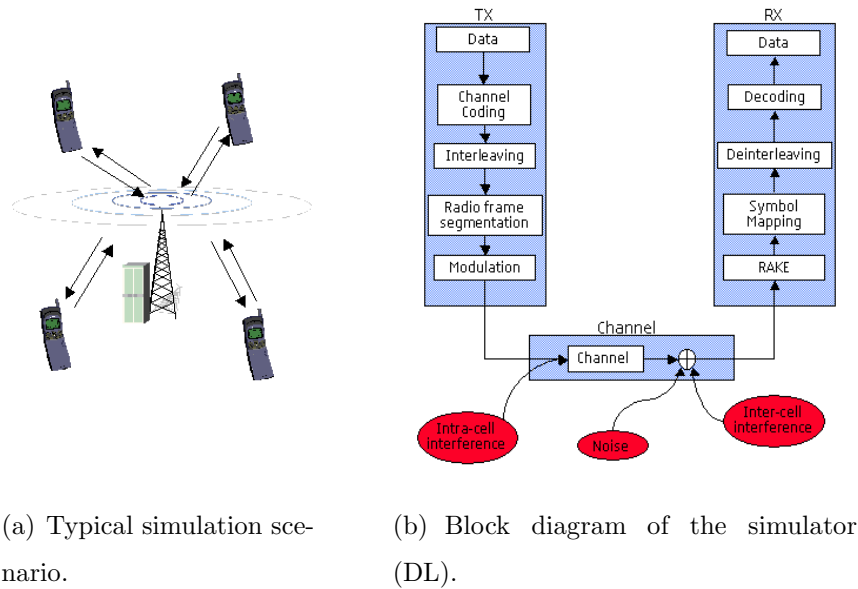 TX
Data
Channel
Coding
Interleaving
Radio frame
segmentation
Modulation
RX
Data
Decoding
Deinterleaving
Symbol
Mapping
RAKE
Channel
Channel
Intra-cell
interference
Noise
Inter-cell
interference
(a) Typical simulation sce-
nario.
(b) Block diagram of the simulator
(DL).